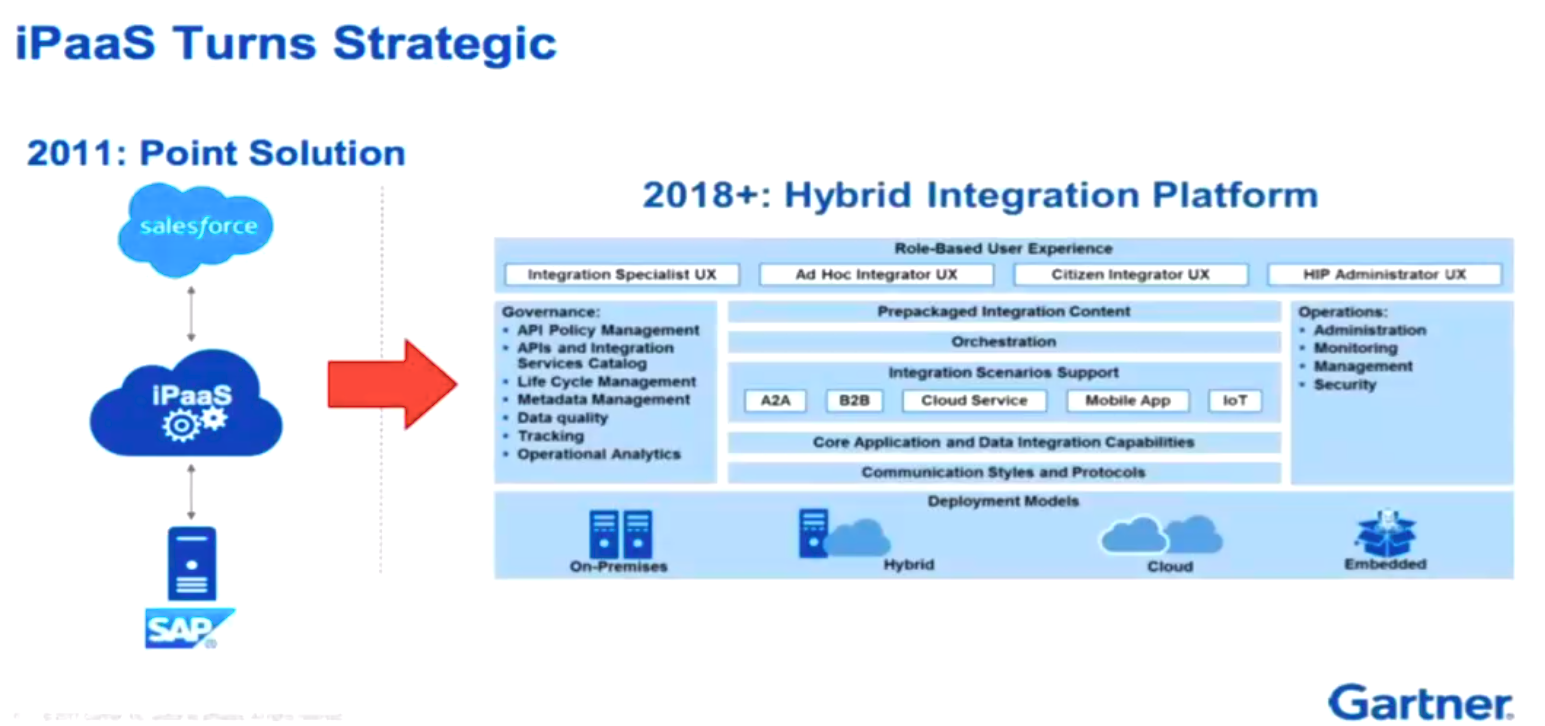 iPaaS Turns Strategic
2011: Point Solution
salesforce
iPaaS
SAP
2018+: Hybrid Integration Platform
Role-Based User Experience
Integration Specialist UX
Ad Hoc Integrator UX
Citizen Integrator UX
HIP Administrator UX
Governance:
• API Policy Management
• APIs and Integration
Services Catalog
• Life Cycle Management
• Metadata Management
• Data quality
• Tracking
• Operational Analytics
Prepackaged Integration Content
Orchestration
Integration Scenarios Support
A2A
B2B
Cloud Service
Mobile App
IoT
Core Application and Data Integration Capabilities
Communication Styles and Protocols
Operations:
• Administration
• Monitoring
• Management
• Security
Deployment Models
On-Premises
Hybrid
Cloud
Embedded
Gartner